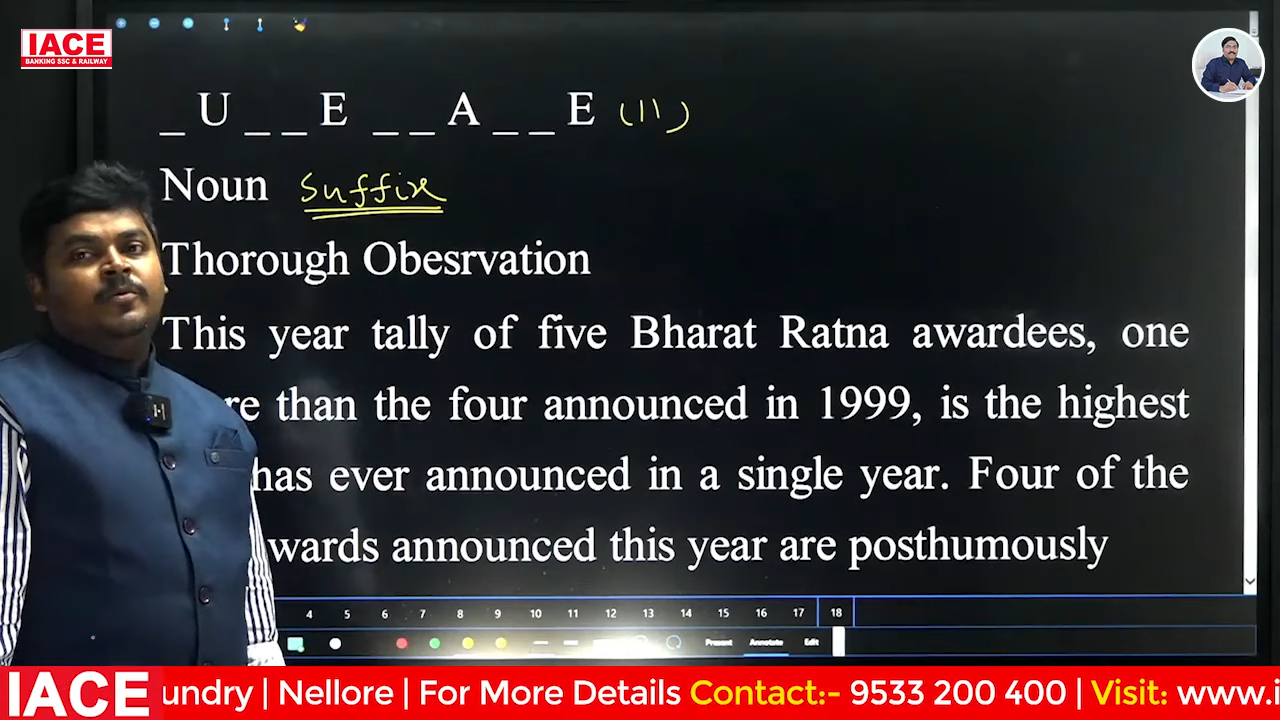 IACE
BANKING SSC & RAILWAY
_ U _ _ E _ _ A _ _ E (11)
Noun Suffix
Thorough Obesrvation
This year tally of five Bharat Ratna awardees, one
re than the four announced in 1999, is the highest
has ever announced in a single year. Four of the
wards announced this year are posthumously
4 5 6 7 8 9 10 11 12 13 14 15 16 17 18
Present Annotate Edit
IACE undry | Nellore | For More Details Contact:- 9533 200 400 | Visit: www.i